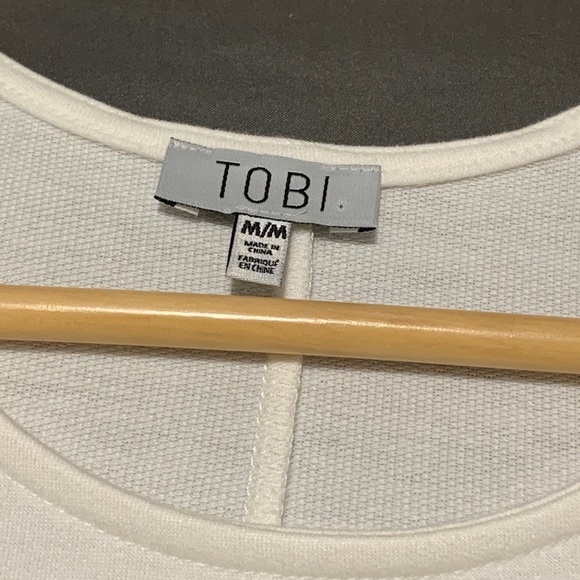 TOBI.
M/M
MADE IN
CHINA
FABRIQUÉ
EN CHINE